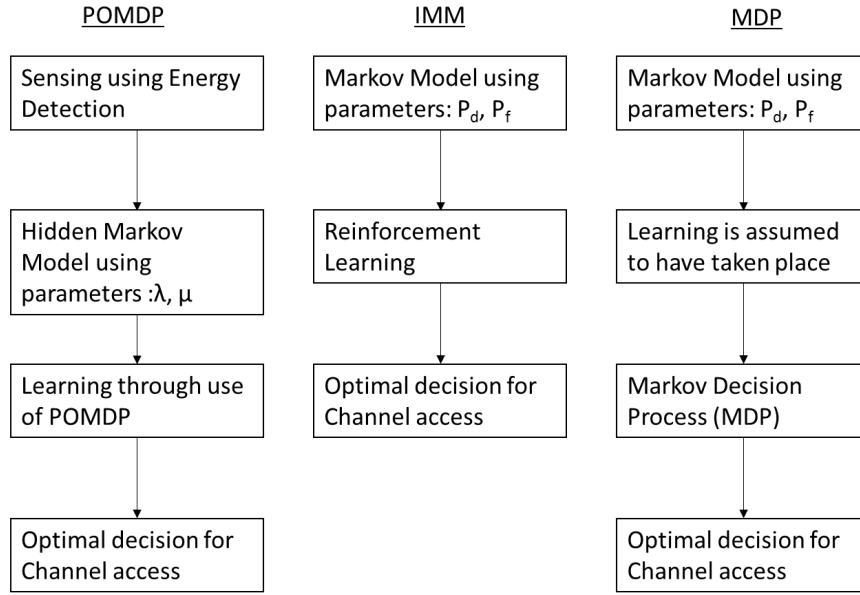 POMDP
Sensing using Energy
Detection
Hidden Markov
Model using
parameters :λ, μ
Learning through use
of POMDP
Optimal decision for
Channel access
IMM
Markov Model using
parameters: Pd, Pf
Reinforcement
Learning
Optimal decision for
Channel access
MDP
Markov Model using
parameters: Pd, Pf
Learning is assumed
to have taken place
Markov Decision
Process (MDP)
Optimal decision for
Channel access